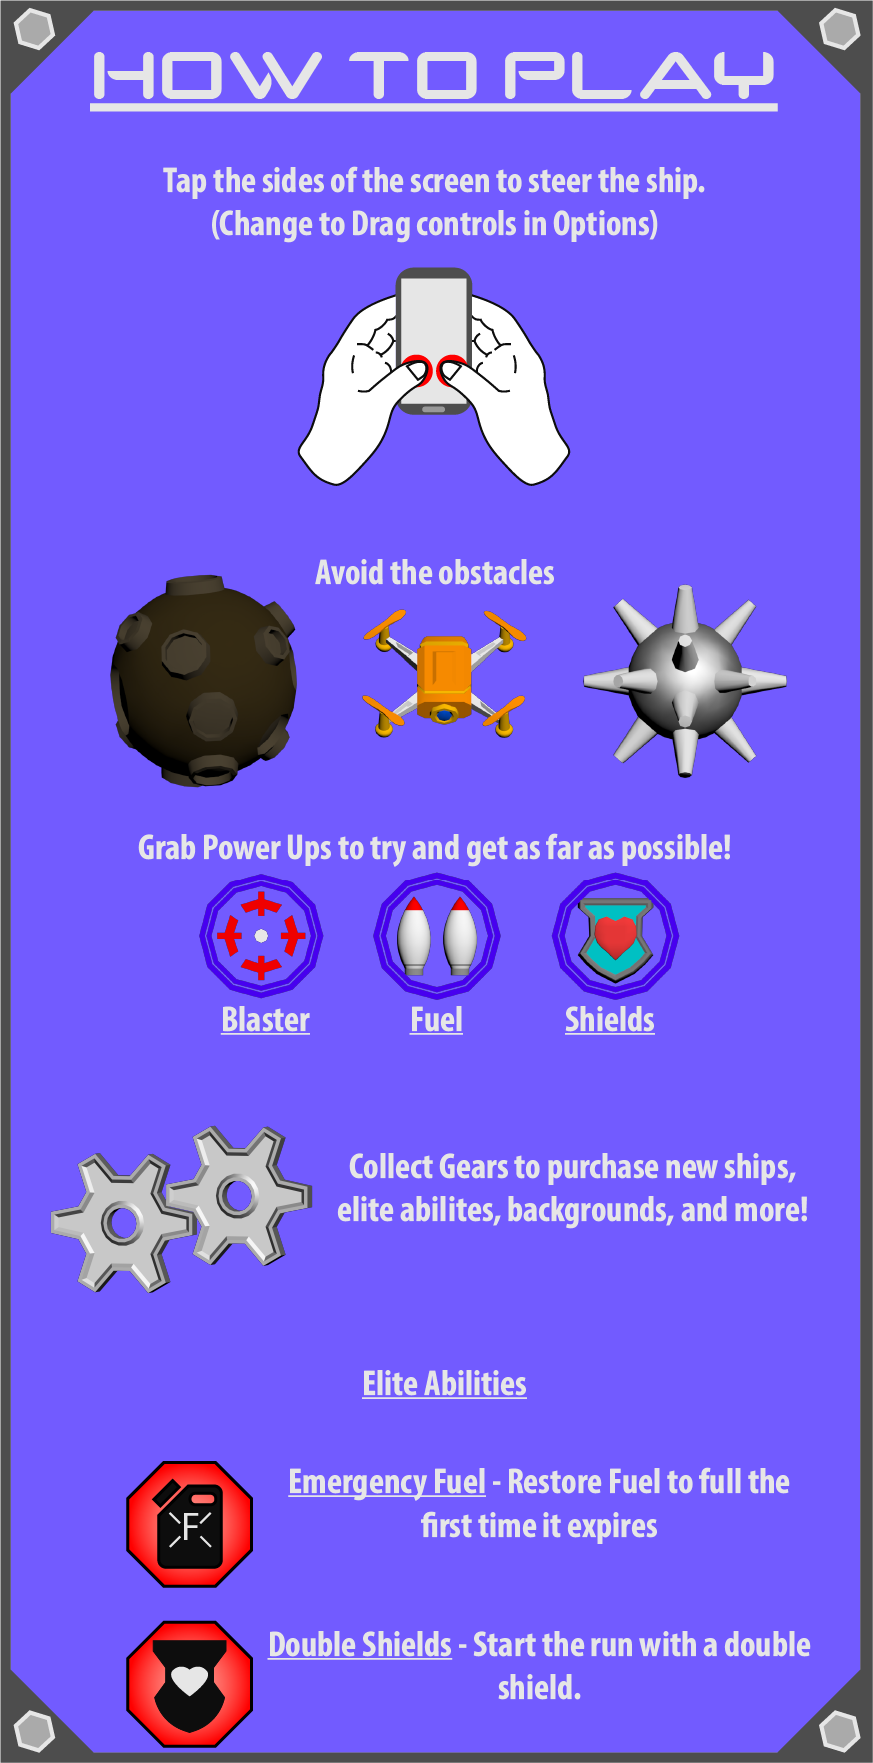 HOW TO PLAY
Tap the sides of the screen to steer the ship.
(Change to Drag controls in Options)
Avoid the obstacles
Grab Power Ups to try and get as far as possible!
Blaster Fuel Shields
Collect Gears to purchase new ships,
elite abilites, backgrounds, and more!
Elite Abilities
Emergency Fuel - Restore Fuel to full the
first time it expires
F
Double Shields - Start the run with a double
shield.